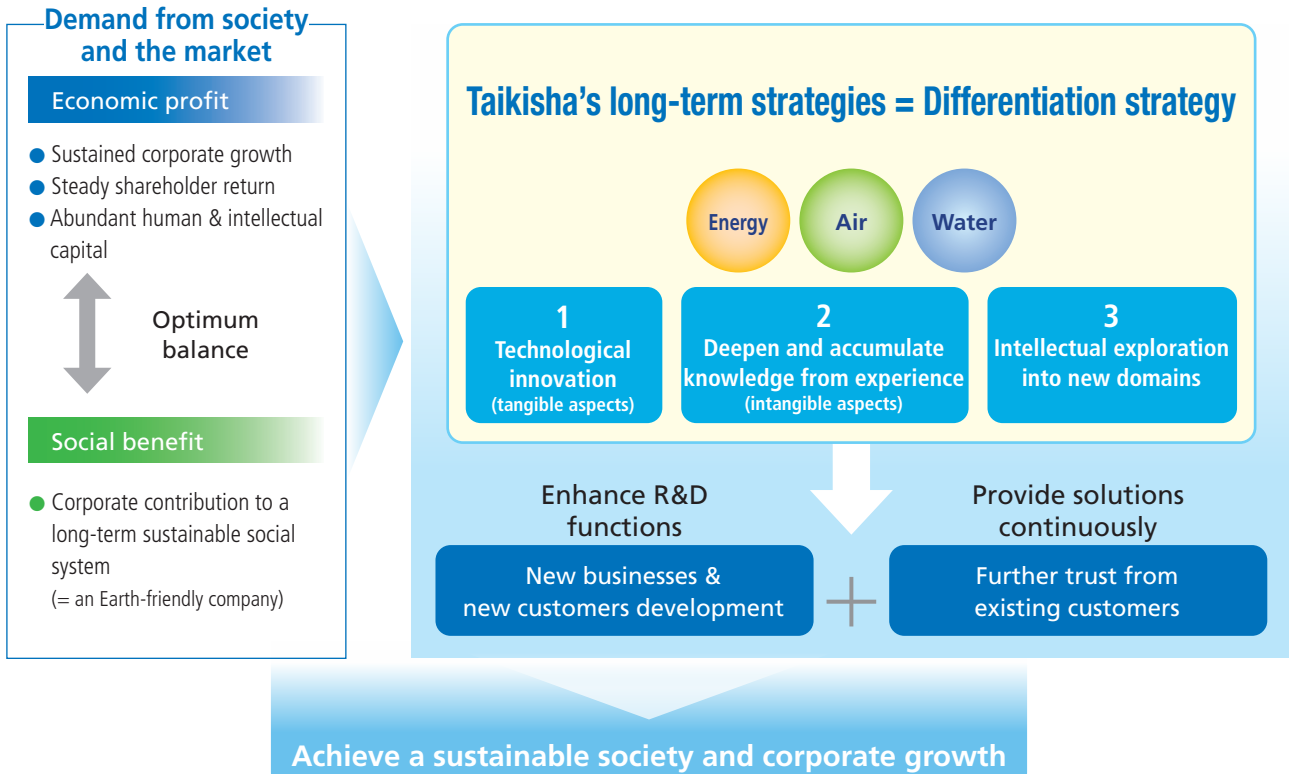 Demand from society
and the market
Economic profit
● Sustained corporate growth
● Steady shareholder return
● Abundant human & intellectual
capital
Optimum
balance
Social benefit
● Corporate contribution to a
long-term sustainable social
system
(= an Earth-friendly company)
Taikisha's long-term strategies = Differentiation strategy
Energy
Air
Water
1
Technological
innovation
(tangible aspects)
2
Deepen and accumulate
knowledge from experience
(intangible aspects)
3
Intellectual exploration
into new domains
Enhance R&D
functions
New businesses &
new customers development
+
Provide solutions
continuously
Further trust from
existing customers
Achieve a sustainable society and corporate growth